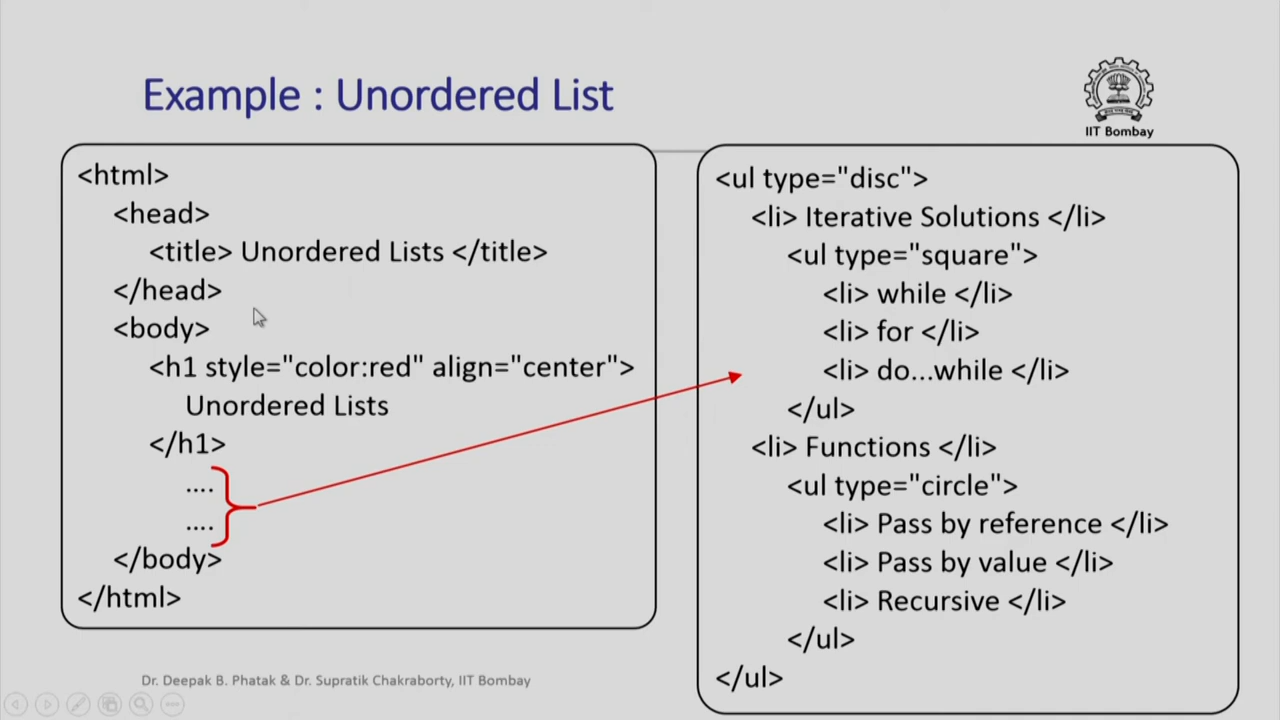 Example : Unordered List
IIT Bombay
<html>
<head>
<title> Unordered Lists </title>
</head>
<body>
<h1 style="color:red" align="center">
Unordered Lists
</h1>
....
....
</body>
</html>
<ul type="disc">
<li> Iterative Solutions </li>
<ul type="square">
<li> while </li>
<li> for </li>
<li> do...while </li>
</ul>
<li> Functions </li>
<ul type="circle">
<li> Pass by reference </li>
<li> Pass by value </li>
<li> Recursive </li>
</ul>
</ul>
Dr. Deepak B. Phatak & Dr. Supratik Chakraborty, IIT Bombay